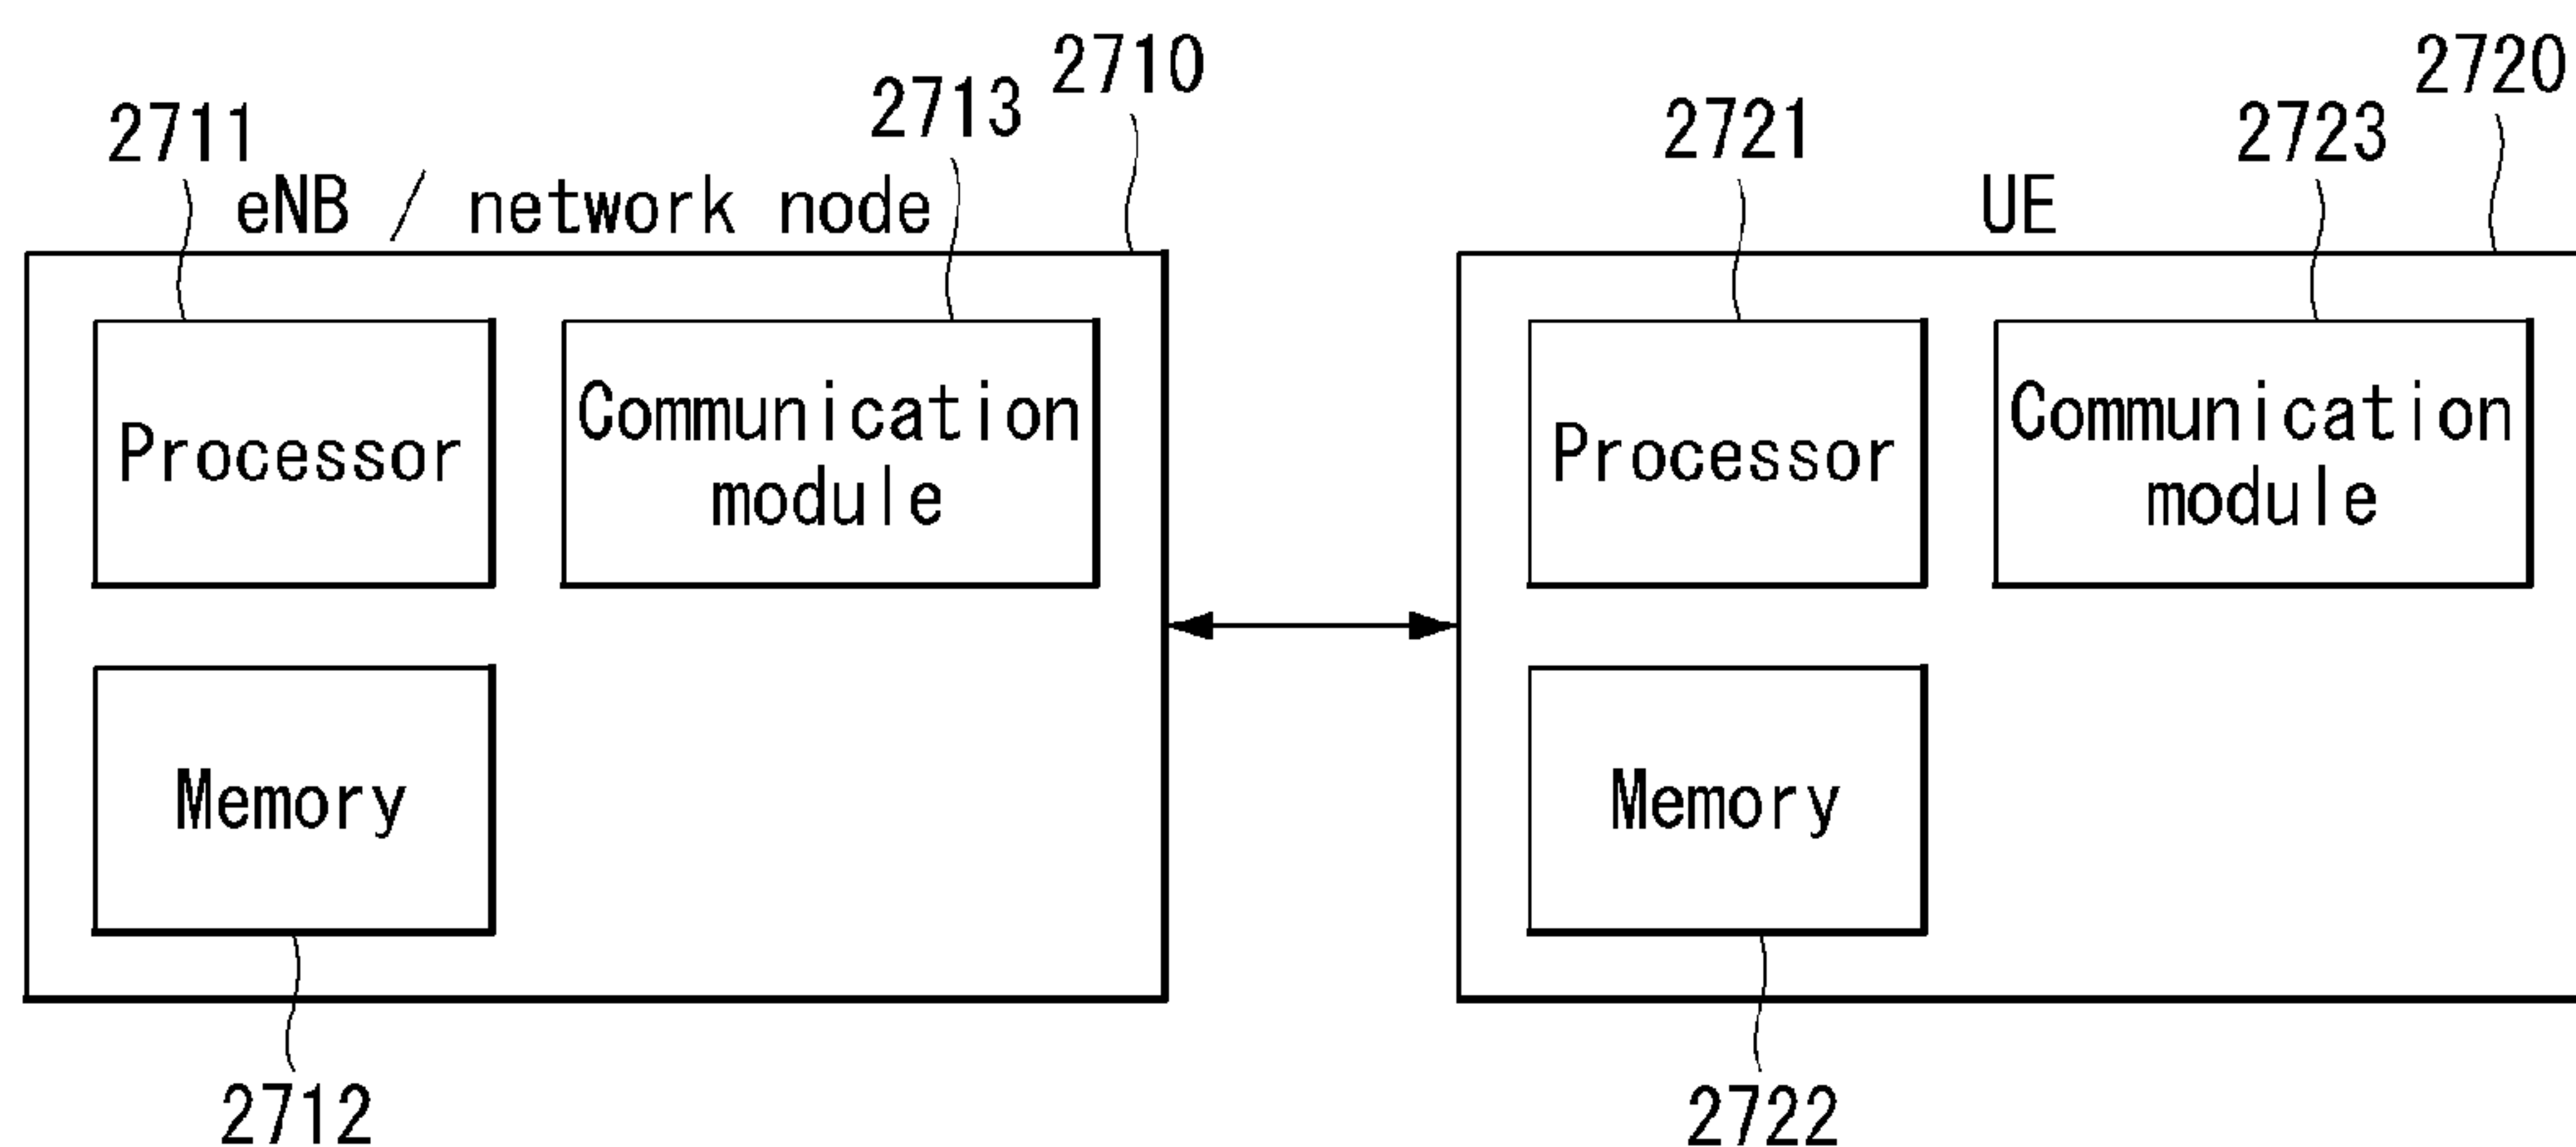 2710
2720
2713
2711
2721
2723
eNB / network node
UE
Processor
Communication
module
Processor
Communication
module
Memory
Memory
2712
2722